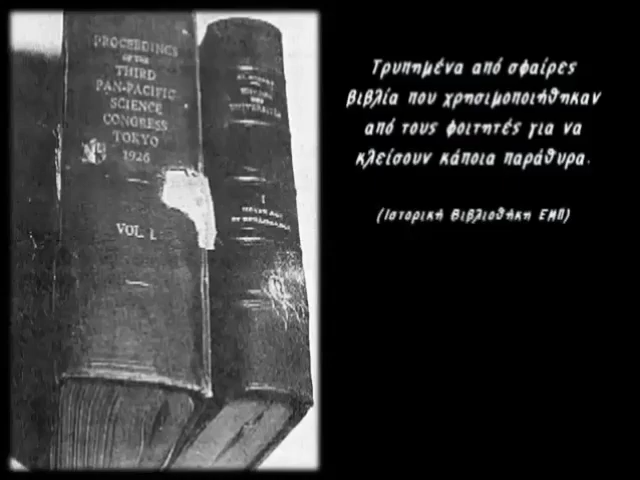 PROCEEDINGS
OF THE
THIRD
PAN-PACIFIC
SCIENCE
CONGRESS
TOKYO
1926
VOL. I.
I
Τρυπημένα από σφαίρες
βιβλία που χρησιμοποιήθηκαν
από τους φοιτητές για να
κλείσουν κάποια παράθυρα.
(Ιστορική Βιβλιοθήκη ΕΜΠ)